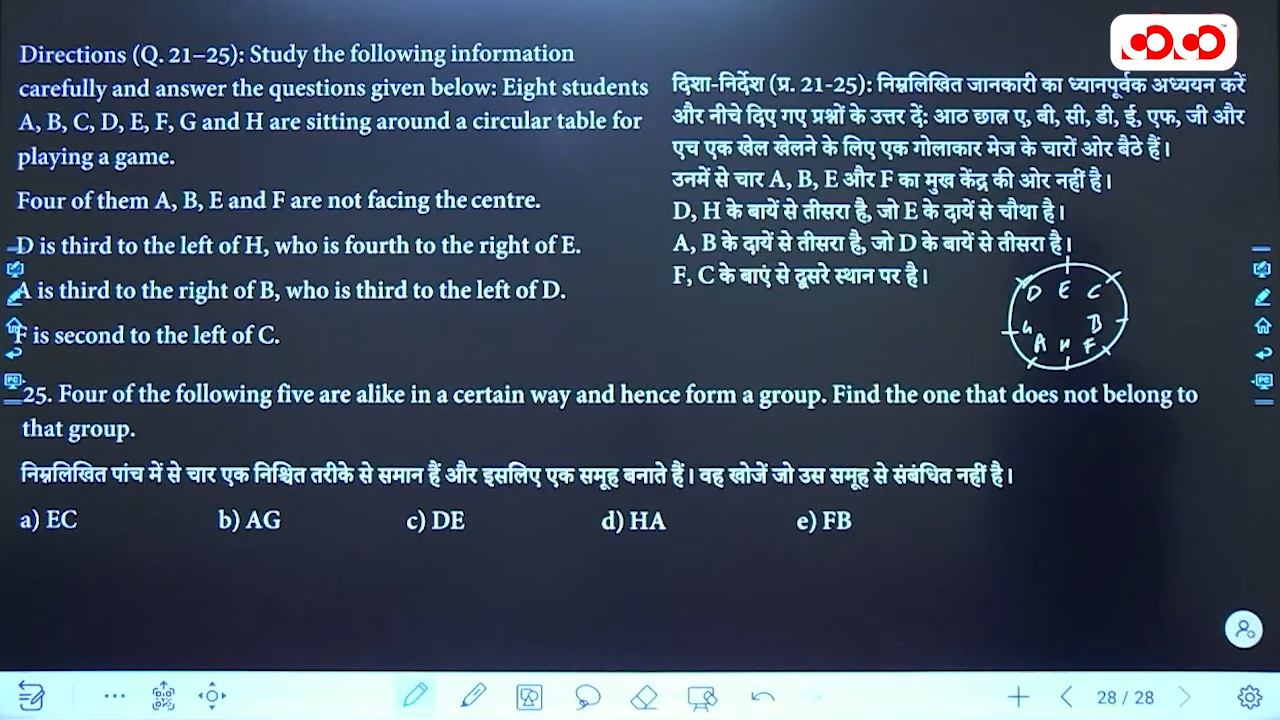 Directions (Q. 21–25): Study the following information
carefully and answer the questions given below: Eight students
A, B, C, D, E, F, G and H are sitting around a circular table for
playing a game.
Four of them A, B, E and F are not facing the centre.
D is third to the left of H, who is fourth to the right of E.
A is third to the right of B, who is third to the left of D.
F is second to the left of C.
दिशा-निर्देश (प्र. 21-25): निम्नलिखित जानकारी का ध्यानपूर्वक अध्ययन करें
और नीचे दिए गए प्रश्नों के उत्तर दें: आठ छात्र ए, बी, सी, डी, ई, एफ, जी और
एच एक खेल खेलने के लिए एक गोलाकार मेज के चारों ओर बैठे हैं।
उनमें से चार A, B, E और F का मुख केंद्र की ओर नहीं है।
D, H के बायें से तीसरा है, जो E के दायें से चौथा है।
A, B के दायें से तीसरा है, जो D के बायें से तीसरा है।
F, C के बाएं से दूसरे स्थान पर है।
D E C
B
A H F
25. Four of the following five are alike in a certain way and hence form a group. Find the one that does not belong to
that group.
निम्नलिखित पांच में से चार एक निश्चित तरीके से समान हैं और इसलिए एक समूह बनाते हैं। वह खोजें जो उस समूह से संबंधित नहीं है।
a) EC b) AG c) DE d) HA e) FB
28 / 28